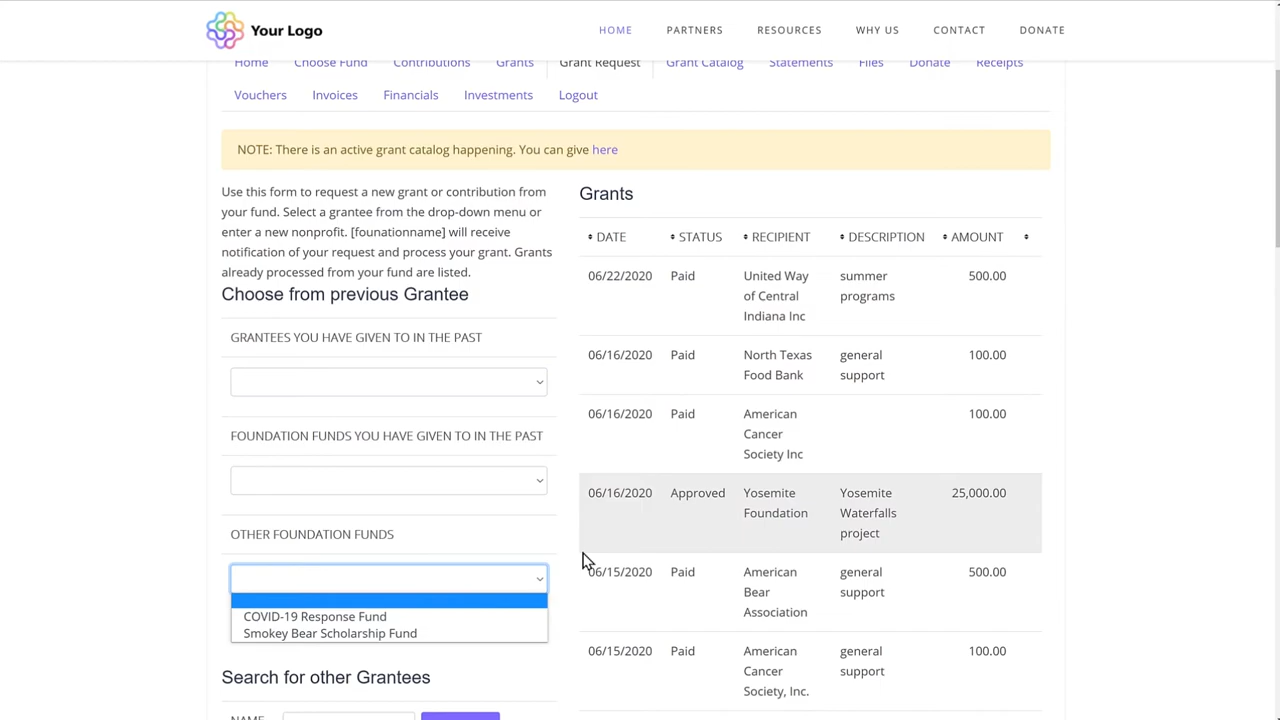 Your Logo
HOME PARTNERS RESOURCES WHY US CONTACT DONATE
Home Choose Fund Contributions Grants Grant Request Grant Catalog Statements Files Donate Receipts
Vouchers Invoices Financials Investments Logout
NOTE: There is an active grant catalog happening. You can give here
Use this form to request a new grant or contribution from
your fund. Select a grantee from the drop-down menu or
enter a new nonprofit. [founationname] will receive
notification of your request and process your grant. Grants
already processed from your fund are listed.
Choose from previous Grantee
GRANTEES YOU HAVE GIVEN TO IN THE PAST
FOUNDATION FUNDS YOU HAVE GIVEN TO IN THE PAST
OTHER FOUNDATION FUNDS
COVID-19 Response Fund
Smokey Bear Scholarship Fund
Search for other Grantees
NAME
Grants
DATE STATUS RECIPIENT DESCRIPTION AMOUNT
06/22/2020 Paid United Way summer 500.00
of Central programs
Indiana Inc
06/16/2020 Paid North Texas general 100.00
Food Bank support
06/16/2020 Paid American 100.00
Cancer
Society Inc
06/16/2020 Approved Yosemite Yosemite 25,000.00
Foundation Waterfalls
project
06/15/2020 Paid American general 500.00
Bear support
Association
06/15/2020 Paid American general 100.00
Cancer support
Society, Inc.